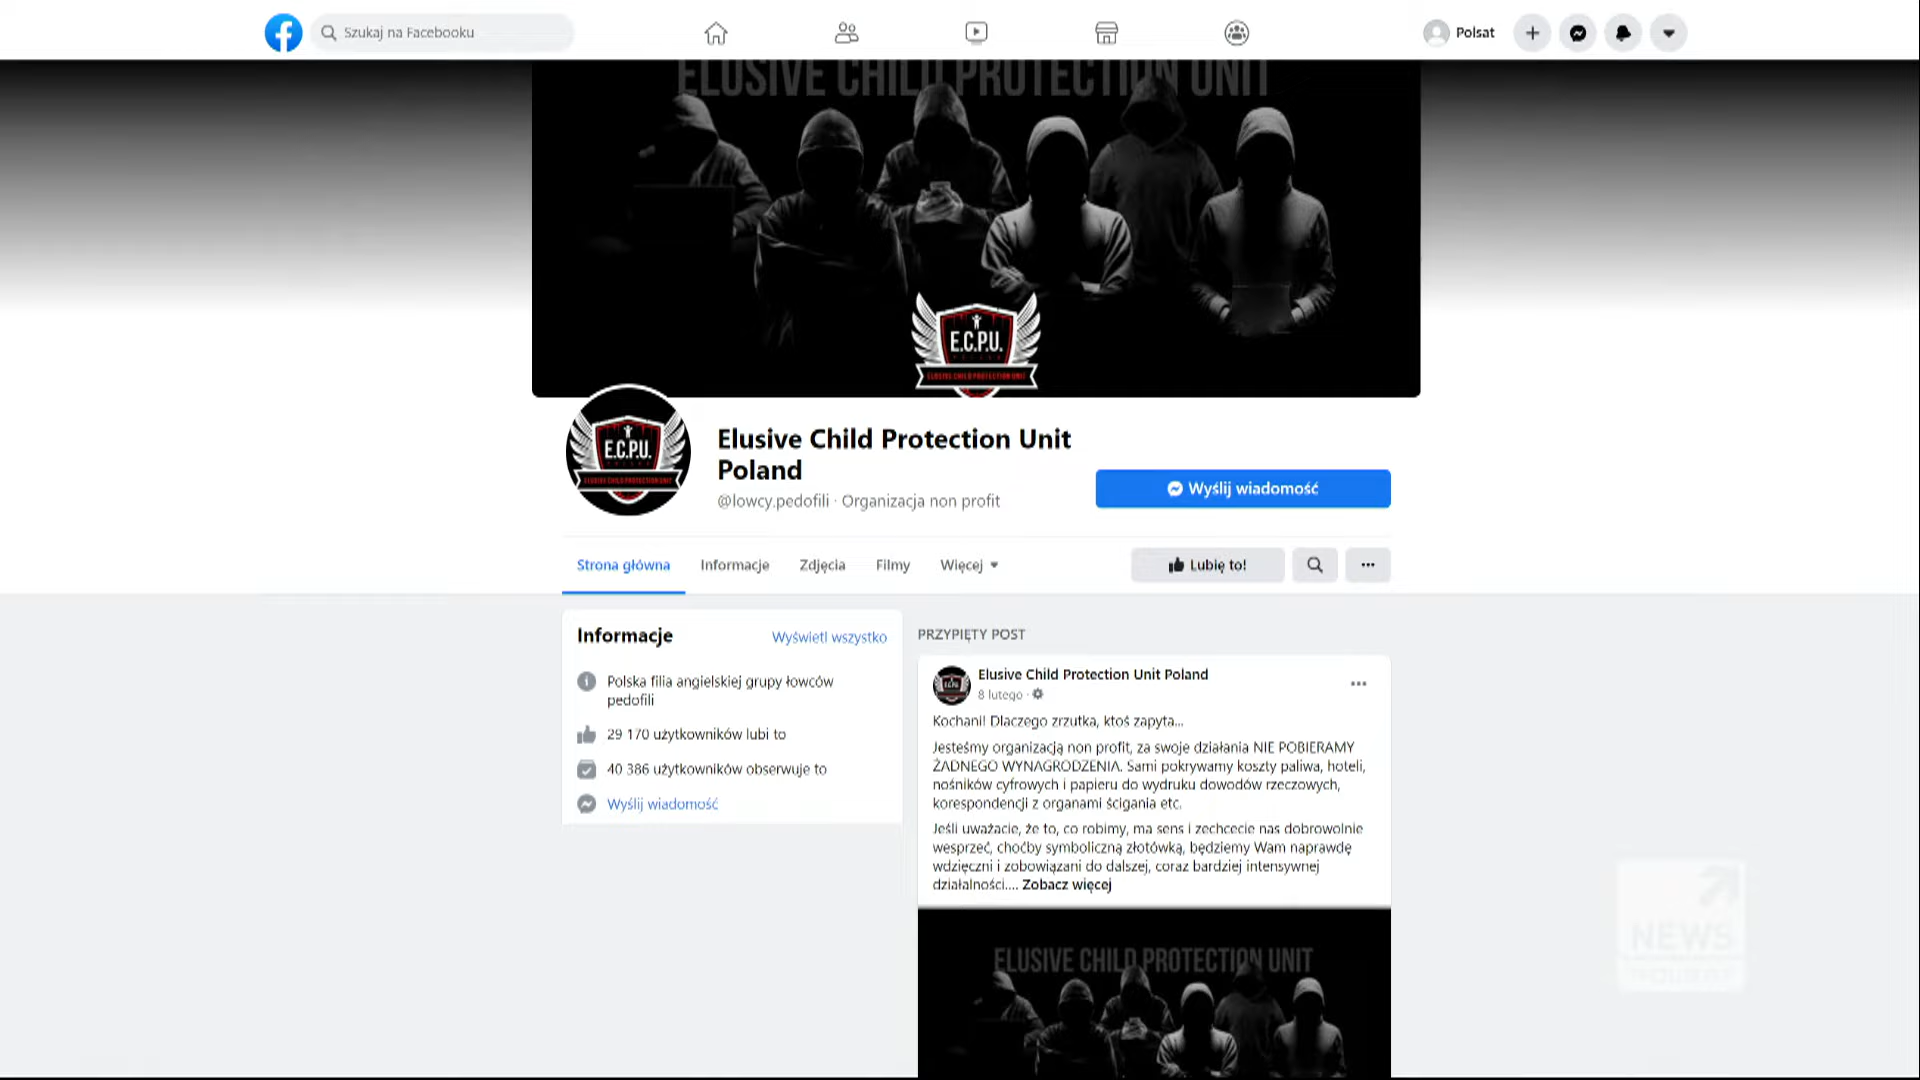 Szukaj na Facebooku
Polsat
ELUSIVE CHILD PROTECTION UNIT
E.C.P.U.
ELUSIVE CHILD PROTECTION UNIT
E.C.P.U.
ELUSIVE CHILD PROTECTION UNIT
Elusive Child Protection Unit
Poland
@lowcy.pedofili · Organizacja non profit
Wyślij wiadomość
Strona główna
Informacje
Zdjęcia
Filmy
Więcej
Lubię to!
Informacje
Wyświetl wszystko
Polska filia angielskiej grupy łowców
pedofili
29 170 użytkowników lubi to
40 386 użytkowników obserwuje to
Wyślij wiadomość
PRZYPIĘTY POST
Elusive Child Protection Unit Poland
8 lutego ·
Kochani! Dlaczego zrzutka, ktoś zapyta...
Jesteśmy organizacją non profit, za swoje działania NIE POBIERAMY
ŻADNEGO WYNAGRODZENIA. Sami pokrywamy koszty paliwa, hoteli,
nośników cyfrowych i papieru do wydruku dowodów rzeczowych,
korespondencji z organami ścigania etc.
Jeśli uważacie, że to, co robimy, ma sens i zechcecie nas dobrowolnie
wesprzeć, choćby symboliczną złotówką, będziemy Wam naprawdę
wdzięczni i zobowiązani do dalszej, coraz bardziej intensywnej
działalności.... Zobacz więcej
ELUSIVE CHILD PROTECTION UNIT
NEWS